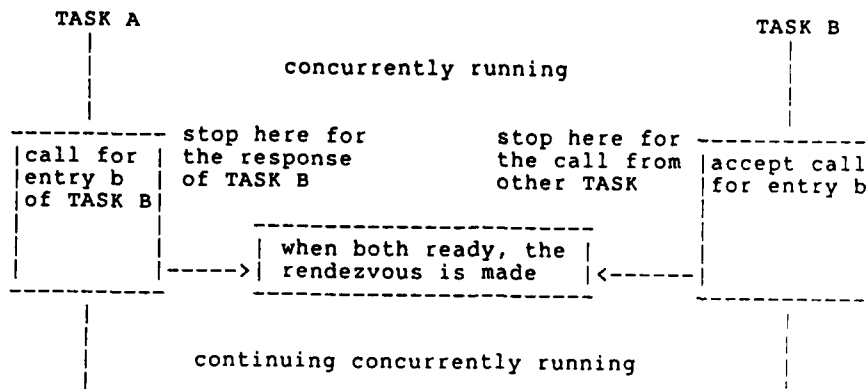 TASK A
TASK B
concurrently running
stop here for
the response
of TASK B
stop here for
the call from
other TASK
call for
entry b
of TASK B
accept call
for entry b
when both ready, the
rendezvous is made
continuing concurrently running